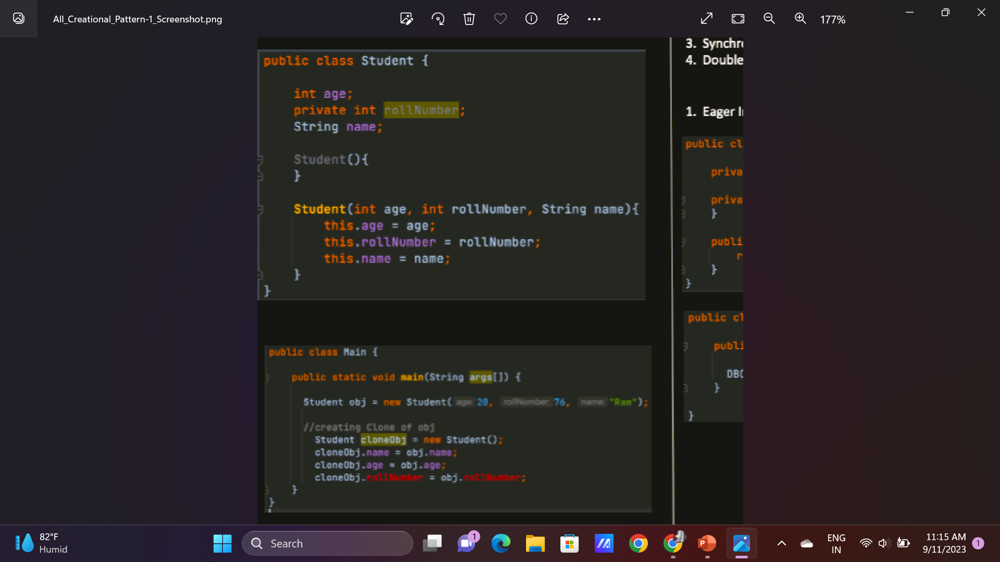 All_Creational_Pattern-1_Screenshot.png
177%
public class Student {
int age;
private int rollNumber;
String name;
Student(){
}
Student(int age, int rollNumber, String name){
this.age = age;
this.rollNumber = rollNumber;
this.name = name;
}
}
public class Main {
public static void main(String args[]) {
Student obj = new Student( age: 20, rollNumber: 76, name: "Ram");
//creating Clone of obj
Student cloneObj = new Student();
cloneObj.name = obj.name;
cloneObj.age = obj.age;
cloneObj.rollNumber = obj.rollNumber;
}
}
3. Synchr
4. Double
1. Eager I
public cl
priva
priva
}
publi
r
}
}
public cl
publi
DBC
}
}
82°F
Humid
Search
1
P
ENG
IN
11:15 AM
9/11/2023
1